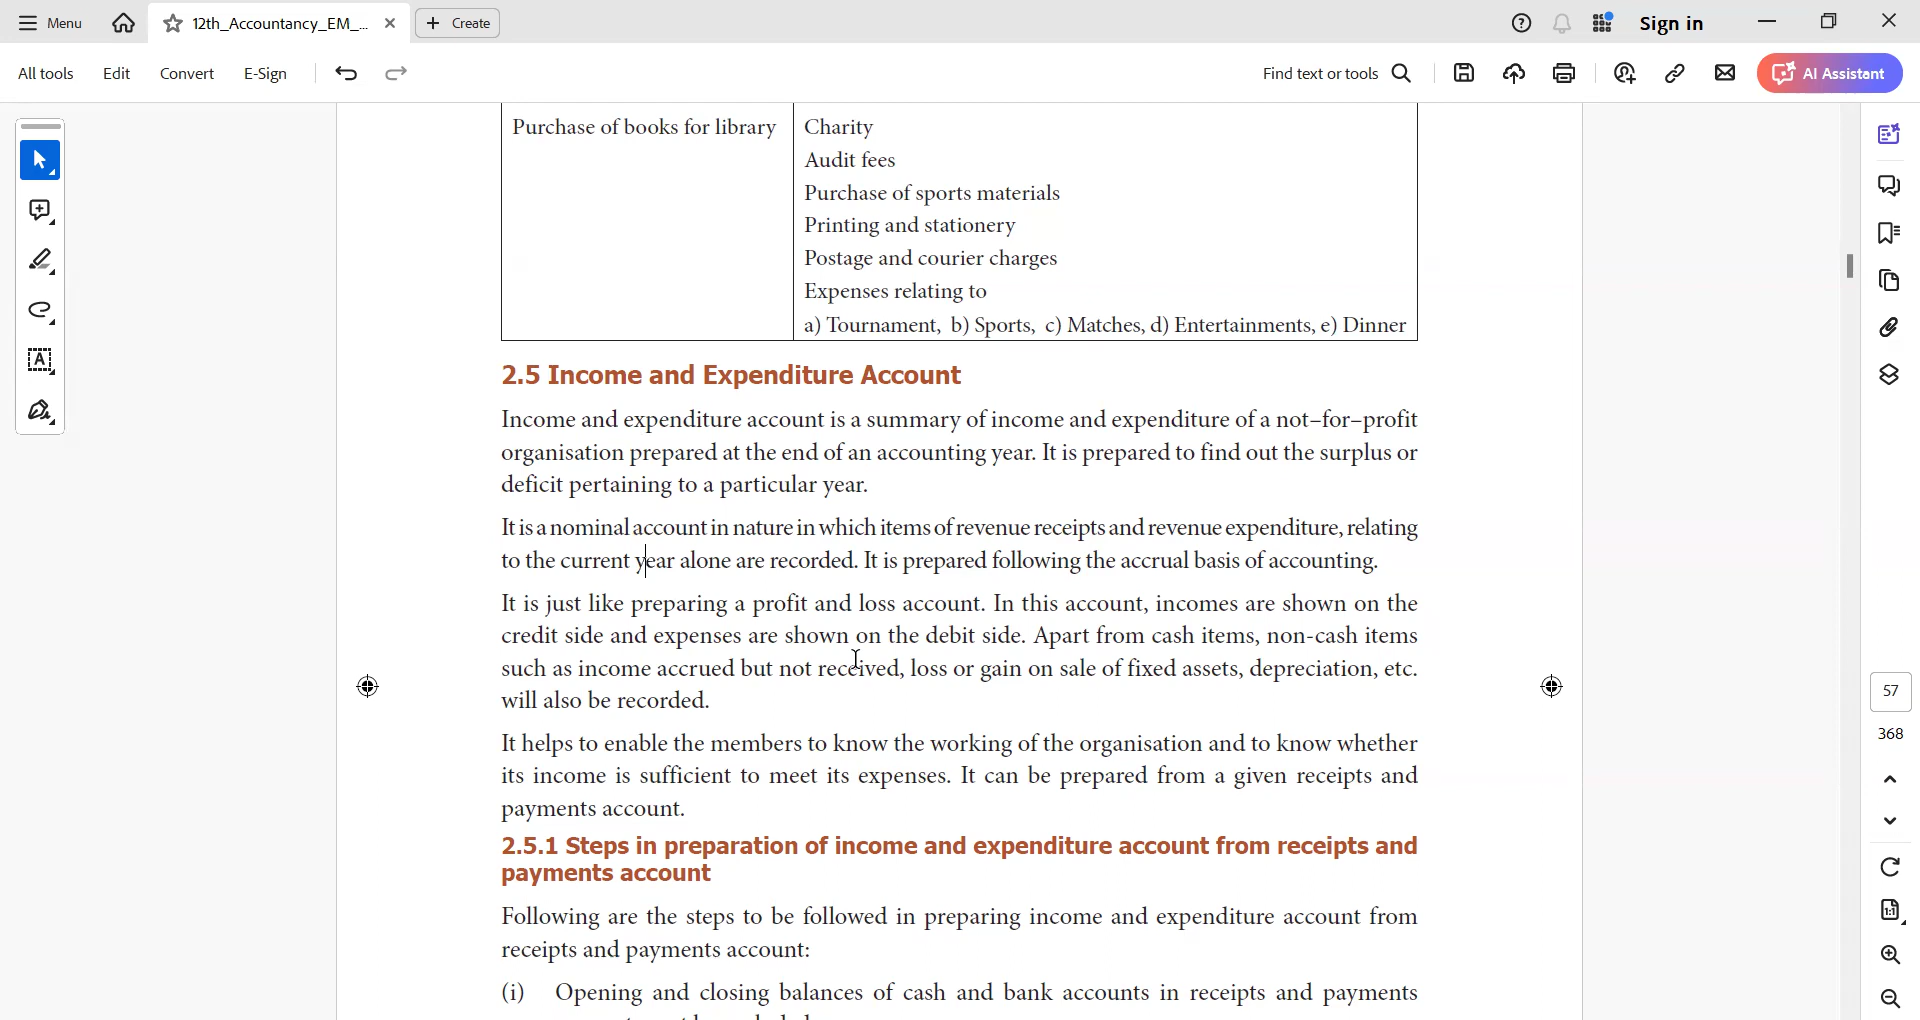 Menu
12th_Accountancy_EM_...
Create
Sign in
All tools
Edit
Convert
E-Sign
Find text or tools
AI Assistant
Purchase of books for library
Charity
Audit fees
Purchase of sports materials
Printing and stationery
Postage and courier charges
Expenses relating to
a) Tournament, b) Sports, c) Matches, d) Entertainments, e) Dinner
2.5 Income and Expenditure Account
Income and expenditure account is a summary of income and expenditure of a not–for–profit
organisation prepared at the end of an accounting year. It is prepared to find out the surplus or
deficit pertaining to a particular year.
It is a nominal account in nature in which items of revenue receipts and revenue expenditure, relating
to the current year alone are recorded. It is prepared following the accrual basis of accounting.
It is just like preparing a profit and loss account. In this account, incomes are shown on the
credit side and expenses are shown on the debit side. Apart from cash items, non-cash items
such as income accrued but not received, loss or gain on sale of fixed assets, depreciation, etc.
will also be recorded.
It helps to enable the members to know the working of the organisation and to know whether
its income is sufficient to meet its expenses. It can be prepared from a given receipts and
payments account.
2.5.1 Steps in preparation of income and expenditure account from receipts and
payments account
Following are the steps to be followed in preparing income and expenditure account from
receipts and payments account:
(i) Opening and closing balances of cash and bank accounts in receipts and payments
57
368